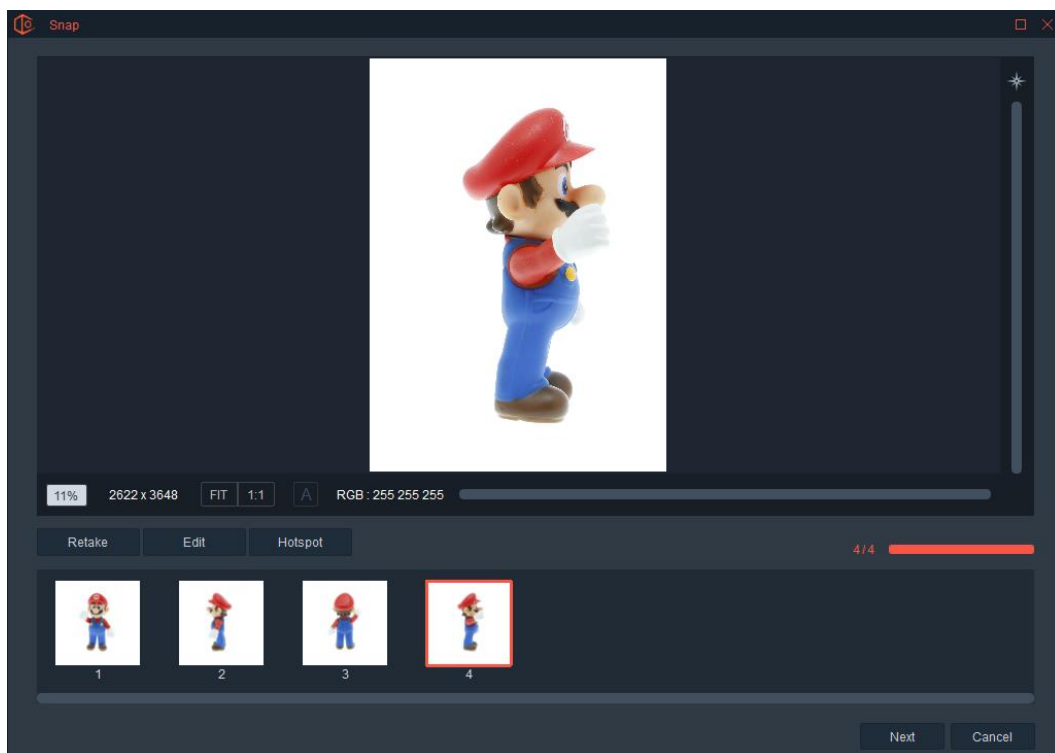 Snap
11% 2622 x 3648 FIT 1:1 A RGB : 255 255 255
Retake Edit Hotspot
4/4
1 2 3 4
Next Cancel